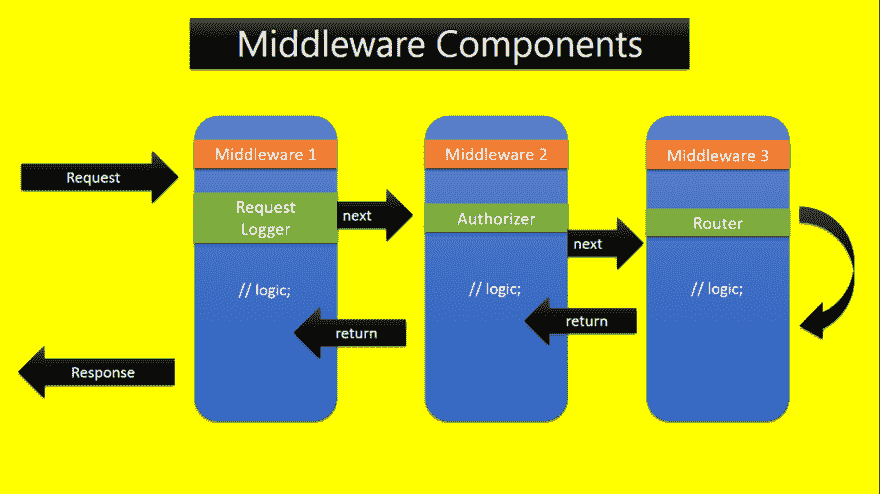 Middleware Components
Middleware 1
Middleware 2
Middleware 3
Request
Request
Logger
next
Authorizer
next
Router
// logic;
// logic;
// logic;
return
return
Response